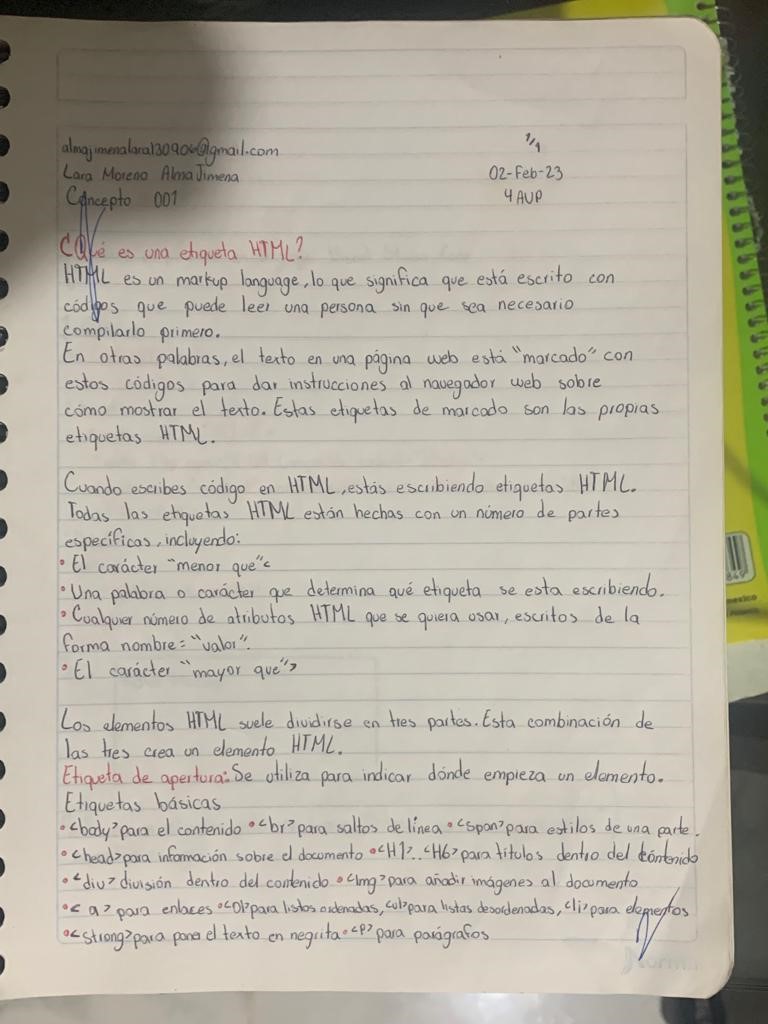 1/1
almajimenalara130906@gmail.com
Lara Moreno Alma Jimena 02-Feb-23
Concepto 001 4 AVP
¿Qué es una etiqueta HTML?
HTML es un markup language, lo que significa que está escrito con
códigos que puede leer una persona sin que sea necesario
compilarlo primero.
En otras palabras, el texto en una página web está "marcado" con
estos códigos para dar instrucciones al navegador web sobre
cómo mostrar el texto. Estas etiquetas de marcado son las propias
etiquetas HTML.
Cuando escribes código en HTML, estás escribiendo etiquetas HTML.
Todas las etiquetas HTML están hechas con un número de partes
específicas, incluyendo:
• El carácter "menor que" <
• Una palabra o carácter que determina qué etiqueta se esta escribiendo.
• Cualquier número de atributos HTML que se quiera usar, escritos de la
forma nombre="valor".
• El carácter "mayor que" >
Los elementos HTML suele dividirse en tres partes. Esta combinación de
las tres crea un elemento HTML.
Etiqueta de apertura: Se utiliza para indicar dónde empieza un elemento.
Etiquetas básicas
• <body> para el contenido • <br> para saltos de línea • <span> para estilos de una parte.
• <head> para información sobre el documento • <H1>..<H6> para títulos dentro del contenido
• <div> división dentro del contenido • <Img> para añadir imágenes al documento
• < a > para enlaces • <Ol> para listas ordenadas, <ul> para listas desordenadas, <li> para elementos
• <strong> para poner el texto en negrita • <P> para parágrafos
Norma
mexico